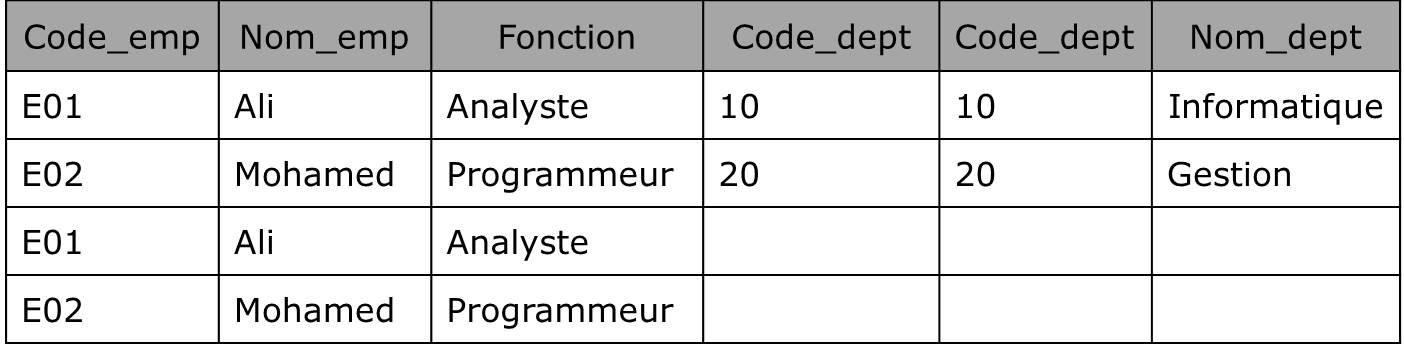 Code_emp Nom_emp Fonction Code_dept Code_dept Nom_dept
E01 Ali Analyste 10 10 Informatique
E02 Mohamed Programmeur 20 20 Gestion
E01 Ali Analyste
E02 Mohamed Programmeur